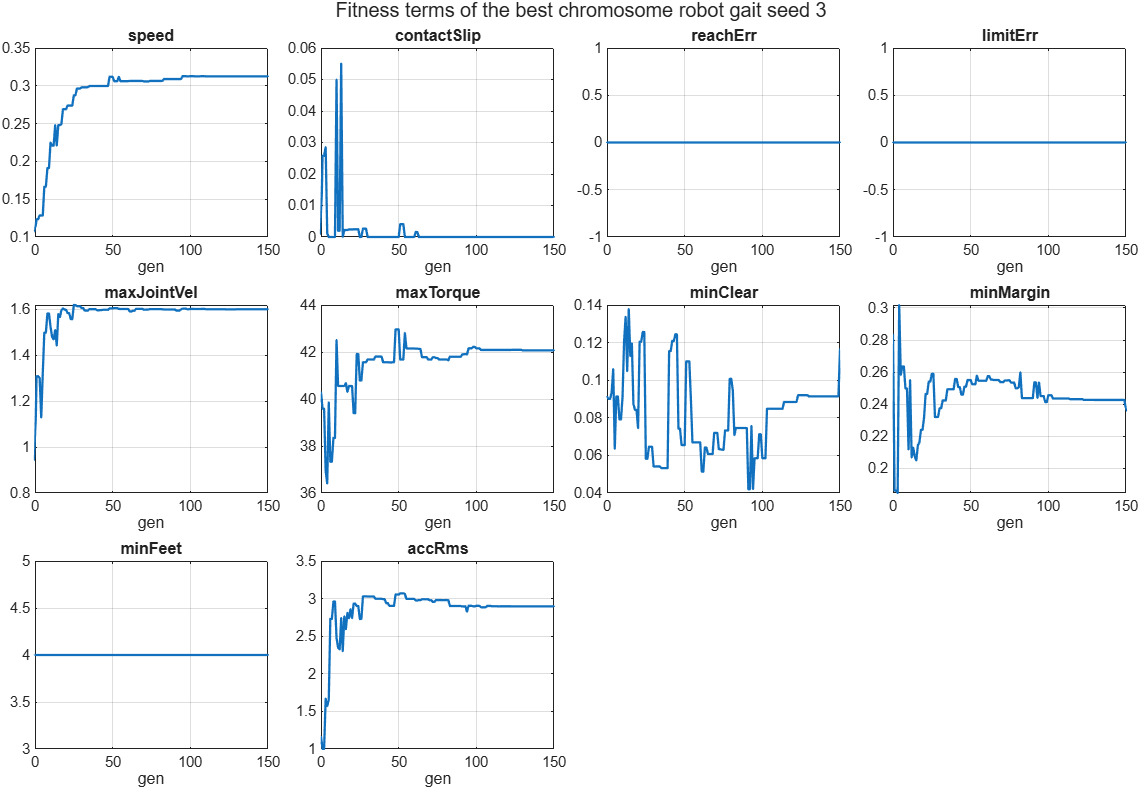 Fitness terms of the best chromosome robot gait seed 3
speed
0.35
0.3
0.25
0.2
0.15
0.1
0 50 100 150
gen
contactSlip
0.06
0.05
0.04
0.03
0.02
0.01
0
0 50 100 150
gen
reachErr
1
0.5
0
-0.5
-1
0 50 100 150
gen
limitErr
1
0.5
0
-0.5
-1
0 50 100 150
gen
maxJointVel
1.6
1.4
1.2
1
0.8
0 50 100 150
gen
maxTorque
44
42
40
38
36
0 50 100 150
gen
minClear
0.14
0.12
0.1
0.08
0.06
0.04
0 50 100 150
gen
minMargin
0.3
0.28
0.26
0.24
0.22
0.2
0 50 100 150
gen
minFeet
5
4.5
4
3.5
3
0 50 100 150
gen
accRms
3.5
3
2.5
2
1.5
1
0 50 100 150
gen